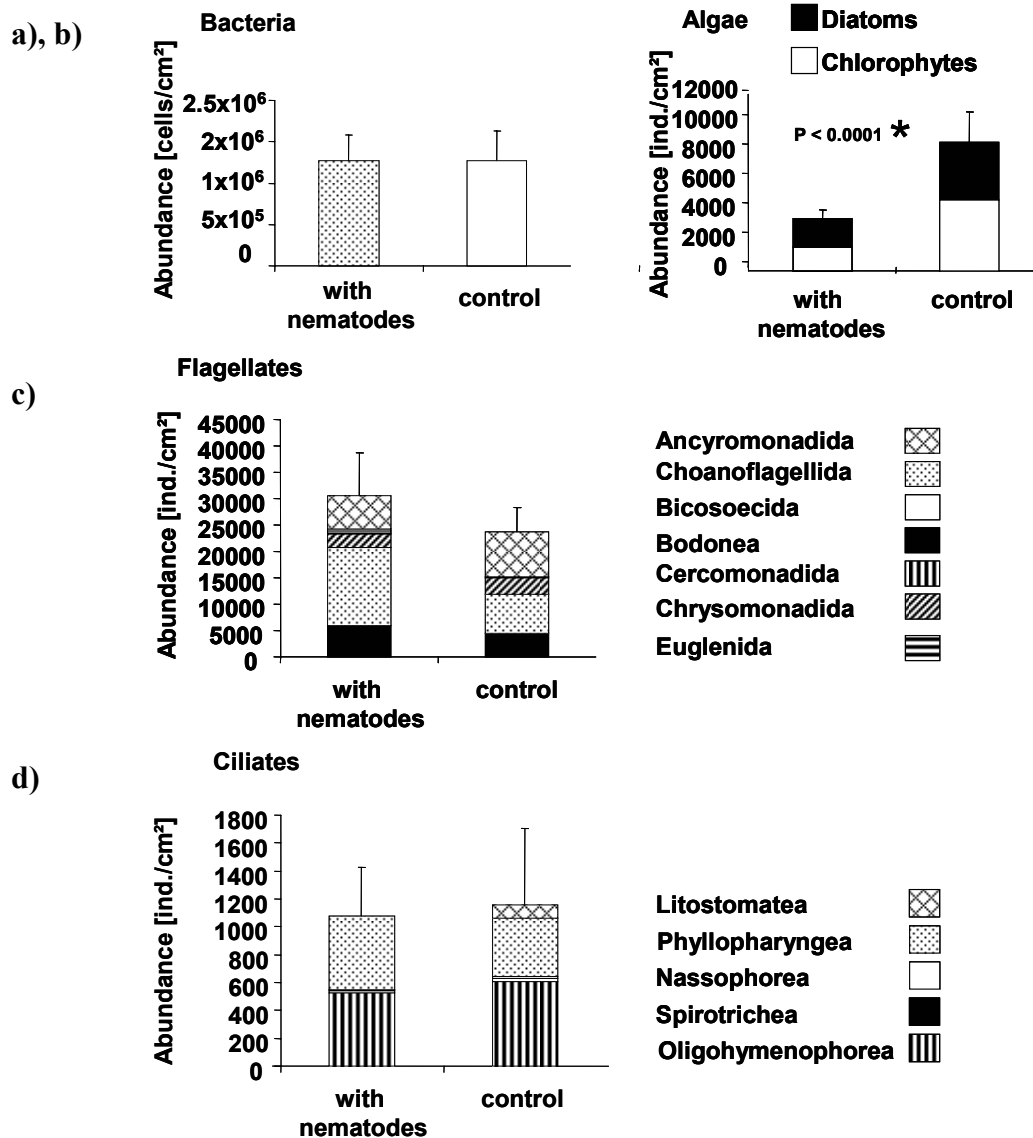 a), b)
Bacteria
Abundance [cells/cm²]
2.5x10⁶
2x10⁶
1x10⁶
5x10⁵
0
with
nematodes
control
Algae
Diatoms
Chlorophytes
Abundance [ind./cm²]
12000
10000
8000
6000
4000
2000
0
P < 0.0001 *
with
nematodes
control
c)
Flagellates
Abundance [ind./cm²]
45000
40000
35000
30000
25000
20000
15000
10000
5000
0
with
nematodes
control
Ancyromonadida
Choanoflagellida
Bicosoecida
Bodonea
Cercomonadida
Chrysomonadida
Euglenida
d)
Ciliates
Abundance [ind./cm²]
1800
1600
1400
1200
1000
800
600
400
200
0
with
nematodes
control
Litostomatea
Phyllopharyngea
Nassophorea
Spirotrichea
Oligohymenophorea